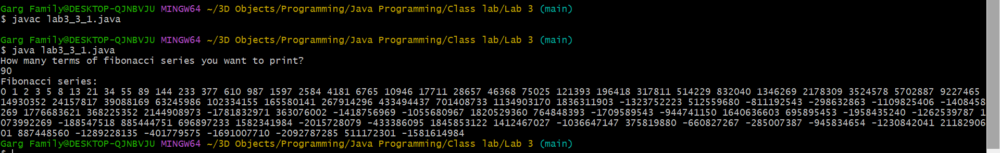 Garg Family@DESKTOP-QJNBVJU MINGW64 ~/3D Objects/Programming/Java Programming/Class lab/Lab 3 (main)
$ javac lab3_3_1.java
Garg Family@DESKTOP-QJNBVJU MINGW64 ~/3D Objects/Programming/Java Programming/Class lab/Lab 3 (main)
$ java lab3_3_1.java
How many terms of fibonacci series you want to print?
90
Fibonacci series:
0 1 2 3 5 8 13 21 34 55 89 144 233 377 610 987 1597 2584 4181 6765 10946 17711 28657 46368 75025 121393 196418 317811 514229 832040 1346269 2178309 3524578 5702887 9227465
14930352 24157817 39088169 63245986 102334155 165580141 267914296 433494437 701408733 1134903170 1836311903 -1323752223 512559680 -811192543 -298632863 -1109825406 -1408458
269 1776683621 368225352 2144908973 -1781832971 363076002 -1418756969 -1055680967 1820529360 764848393 -1709589543 -944741150 1640636603 695895453 -1958435240 -1262539787 1
073992269 -188547518 885444751 696897233 1582341984 -2015728079 -433386095 1845853122 1412467027 -1036647147 375819880 -660827267 -285007387 -945834654 -1230842041 21182906
01 887448560 -1289228135 -401779575 -1691007710 -2092787285 511172301 -1581614984
Garg Family@DESKTOP-QJNBVJU MINGW64 ~/3D Objects/Programming/Java Programming/Class lab/Lab 3 (main)
$